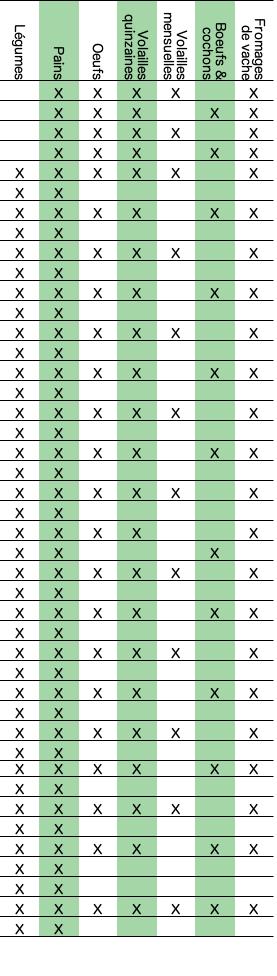 Légumes
Pains
Oeufs
Volailles
quinzaines
Volailles
mensuelles
Boeufs &
cochons
Fromages
de vache
X X X X X
X X X X X
X X X X X
X X X X X
X X X X X X
X X
X X X X X X
X X
X X X X X X
X X
X X X X X X
X X
X X X X X X
X X
X X X X X X
X X
X X X X X X
X X
X X X X X X
X X
X X X X X X
X X
X X X X X
X X X
X X X X X X
X X
X X X X X X
X X
X X X X X X
X X
X X X X X X
X X
X X X X X X
X X
X X X X X X
X X
X X X X X X
X X
X X X X X X
X X
X X
X X X X X X X
X X